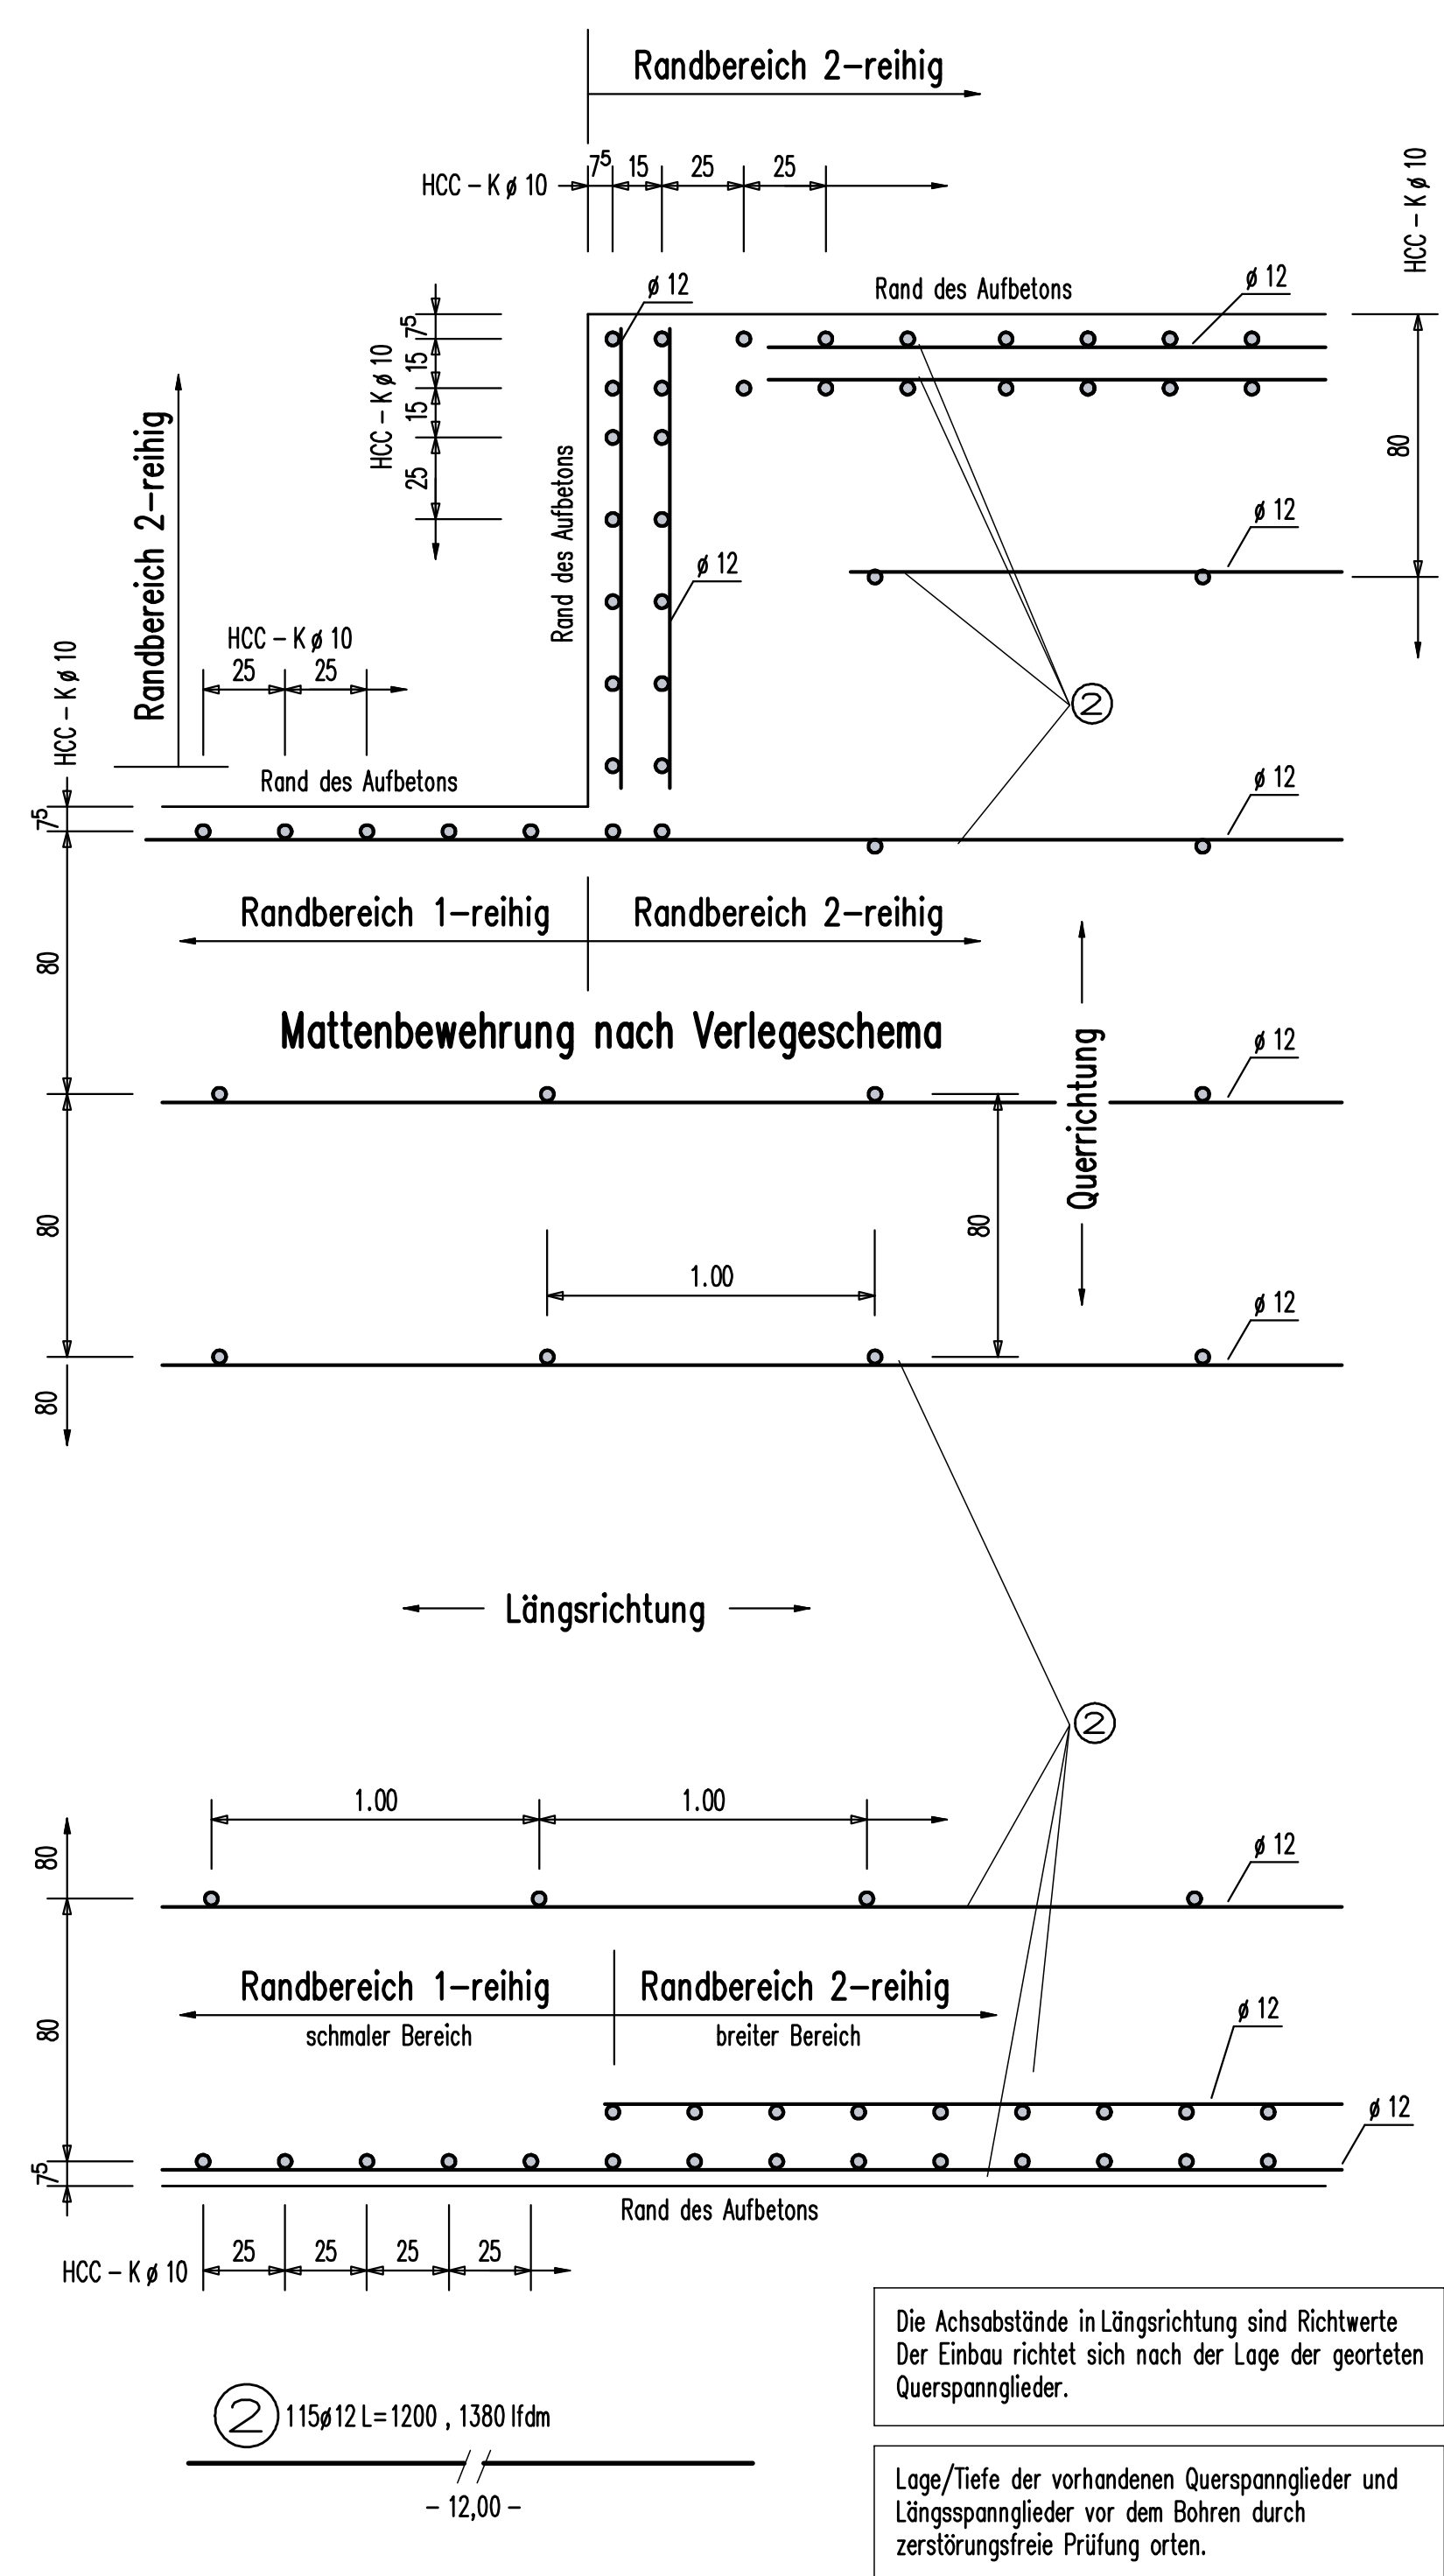 Randbereich 2-reihig
HCC - K ø 10
7⁵ 15 25 25
HCC - K ø 10
ø 12
Rand des Aufbetons
ø 12
HCC - K ø 10
7⁵
15
15
25
Randbereich 2-reihig
Rand des Aufbetons
80
ø 12
ø 12
HCC - K ø 10
25 25
HCC - K ø 10
2
Rand des Aufbetons
ø 12
7⁵
Randbereich 1-reihig
Randbereich 2-reihig
80
Mattenbewehrung nach Verlegeschema
Querrichtung
ø 12
80
80
1.00
ø 12
80
Längsrichtung
2
1.00 1.00
80
ø 12
Randbereich 1-reihig
Randbereich 2-reihig
schmaler Bereich
breiter Bereich
80
ø 12
ø 12
7⁵
Rand des Aufbetons
HCC - K ø 10
25 25 25 25
Die Achsabstände in Längsrichtung sind Richtwerte
Der Einbau richtet sich nach der Lage der georteten
Querspannglieder.
2 115ø12 L=1200 , 1380 lfdm
- 12,00 -
Lage/Tiefe der vorhandenen Querspannglieder und
Längsspannglieder vor dem Bohren durch
zerstörungsfreie Prüfung orten.